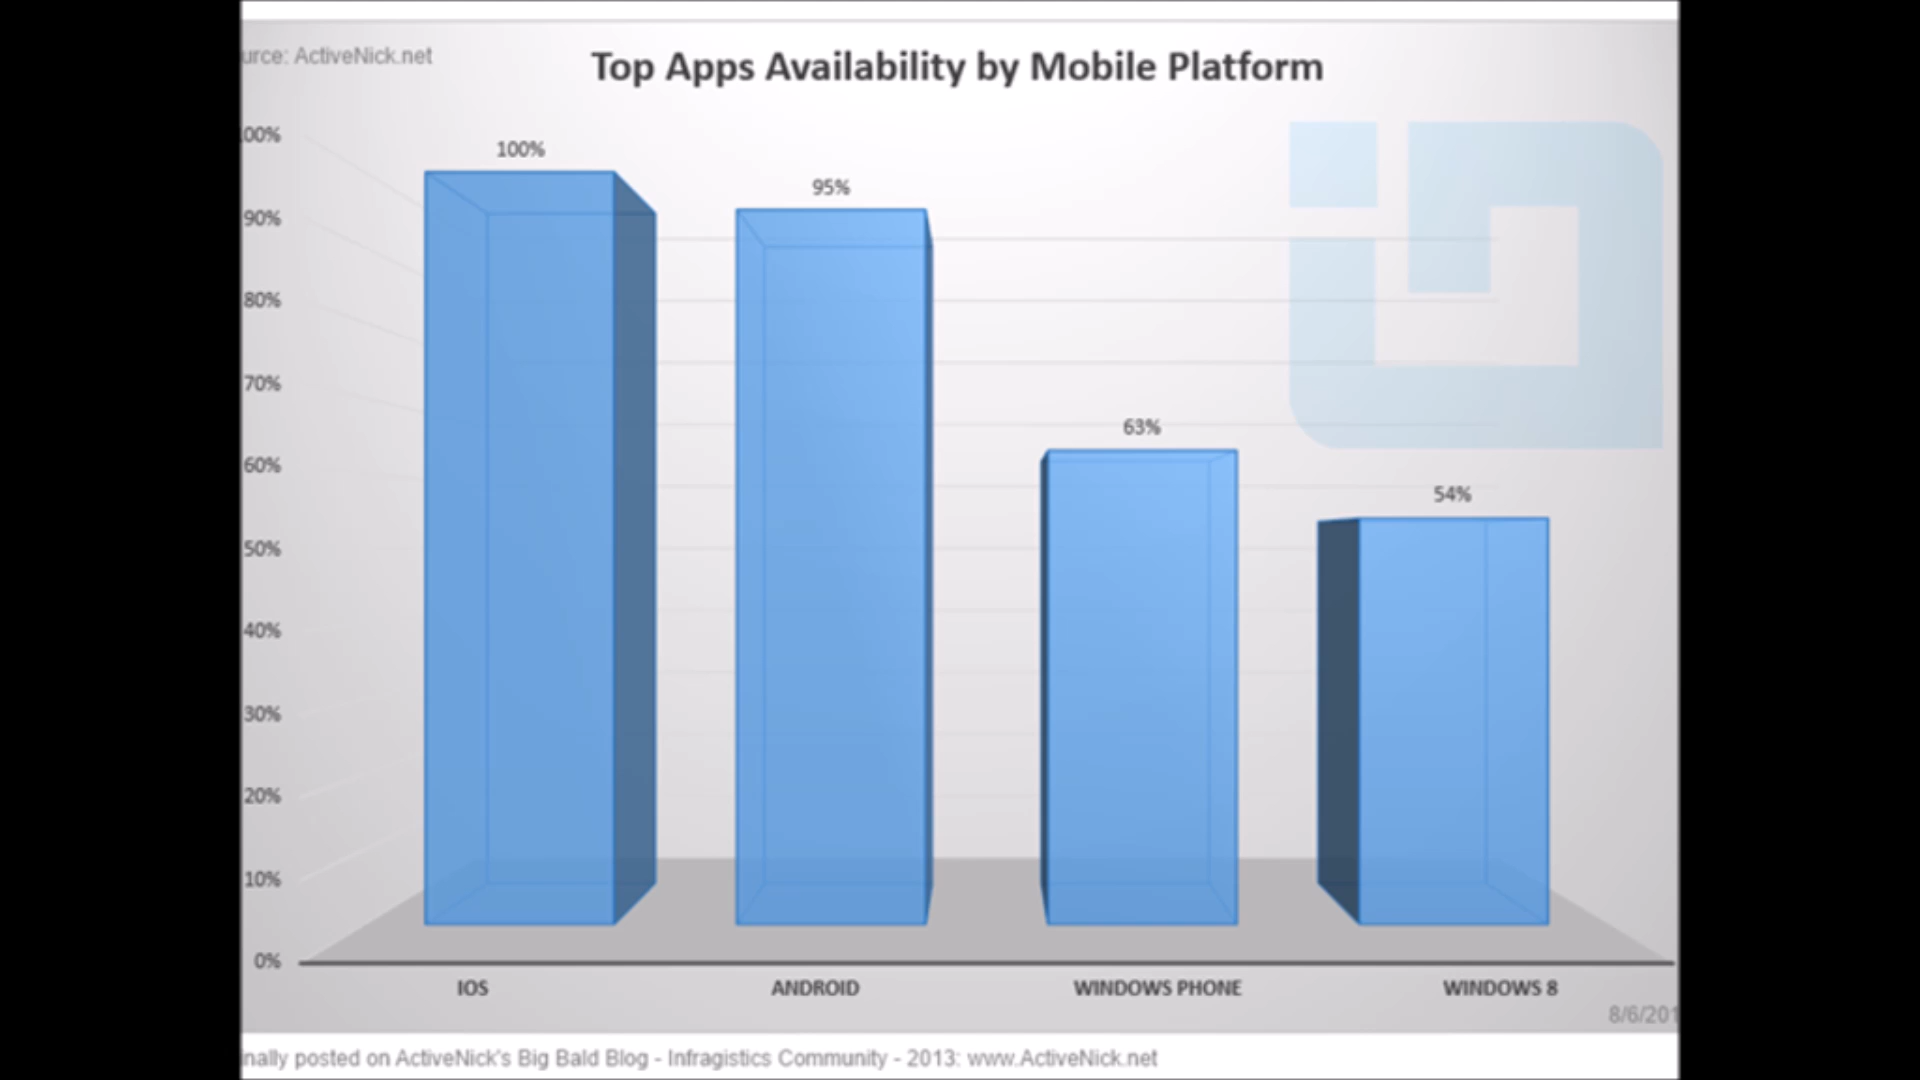 urce: ActiveNick.net
Top Apps Availability by Mobile Platform
00%
90%
80%
70%
60%
50%
40%
30%
20%
10%
0%
100%
95%
63%
54%
IOS
ANDROID
WINDOWS PHONE
WINDOWS 8
8/6/201
nally posted on ActiveNick's Big Bald Blog - Infragistics Community - 2013: www.ActiveNick.net